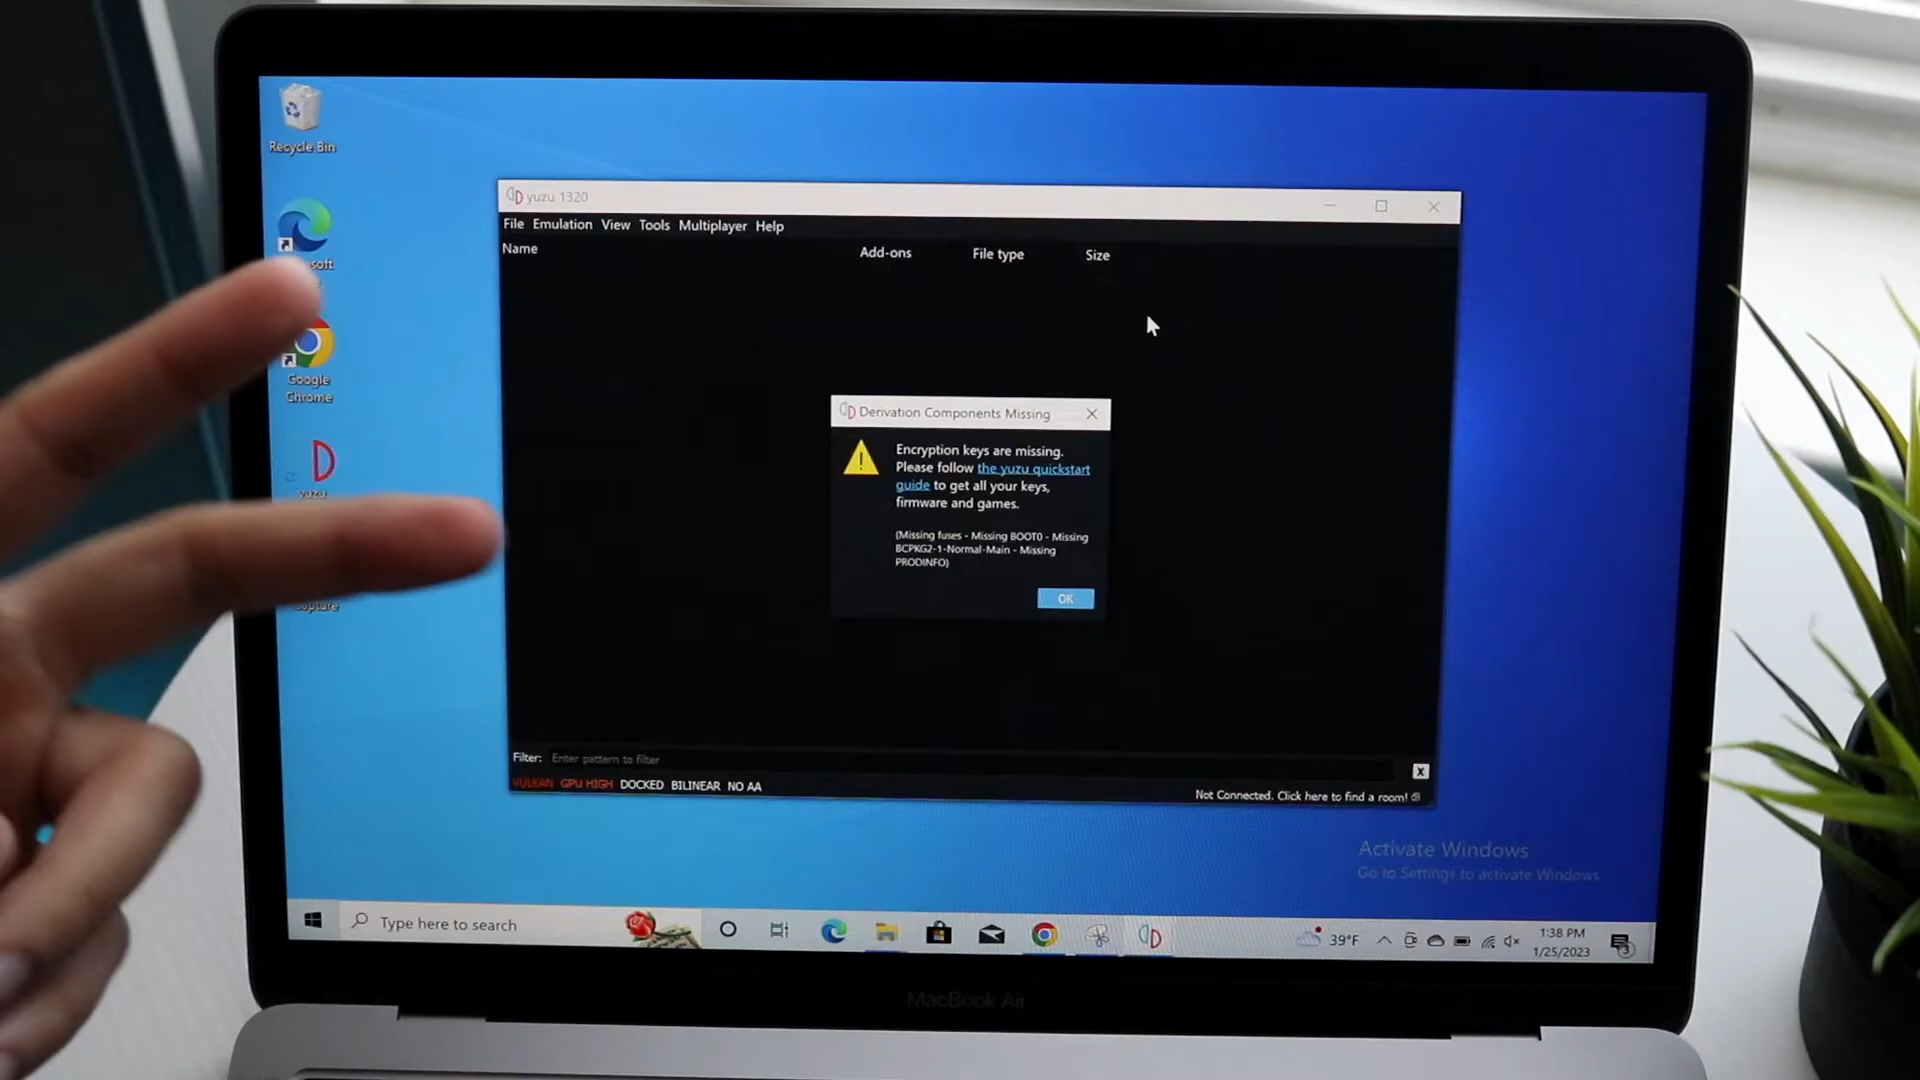 Recycle Bin
Google
Chrome
yuzu
yuzu 1320
File Emulation View Tools Multiplayer Help
Name Add-ons File type Size
Derivation Components Missing
Encryption keys are missing.
Please follow the yuzu quickstart
guide to get all your keys,
firmware and games.
(Missing fuses - Missing BOOT0 - Missing
BCPKG2-1-Normal-Main - Missing
PRODINFO)
OK
Filter: Enter pattern to filter
X
VULKAN GPU HIGH DOCKED BILINEAR NO AA
Not Connected. Click here to find a room!
Activate Windows
Go to Settings to activate Windows
Type here to search
39°F
1:38 PM
1/25/2023
3
MacBook Air